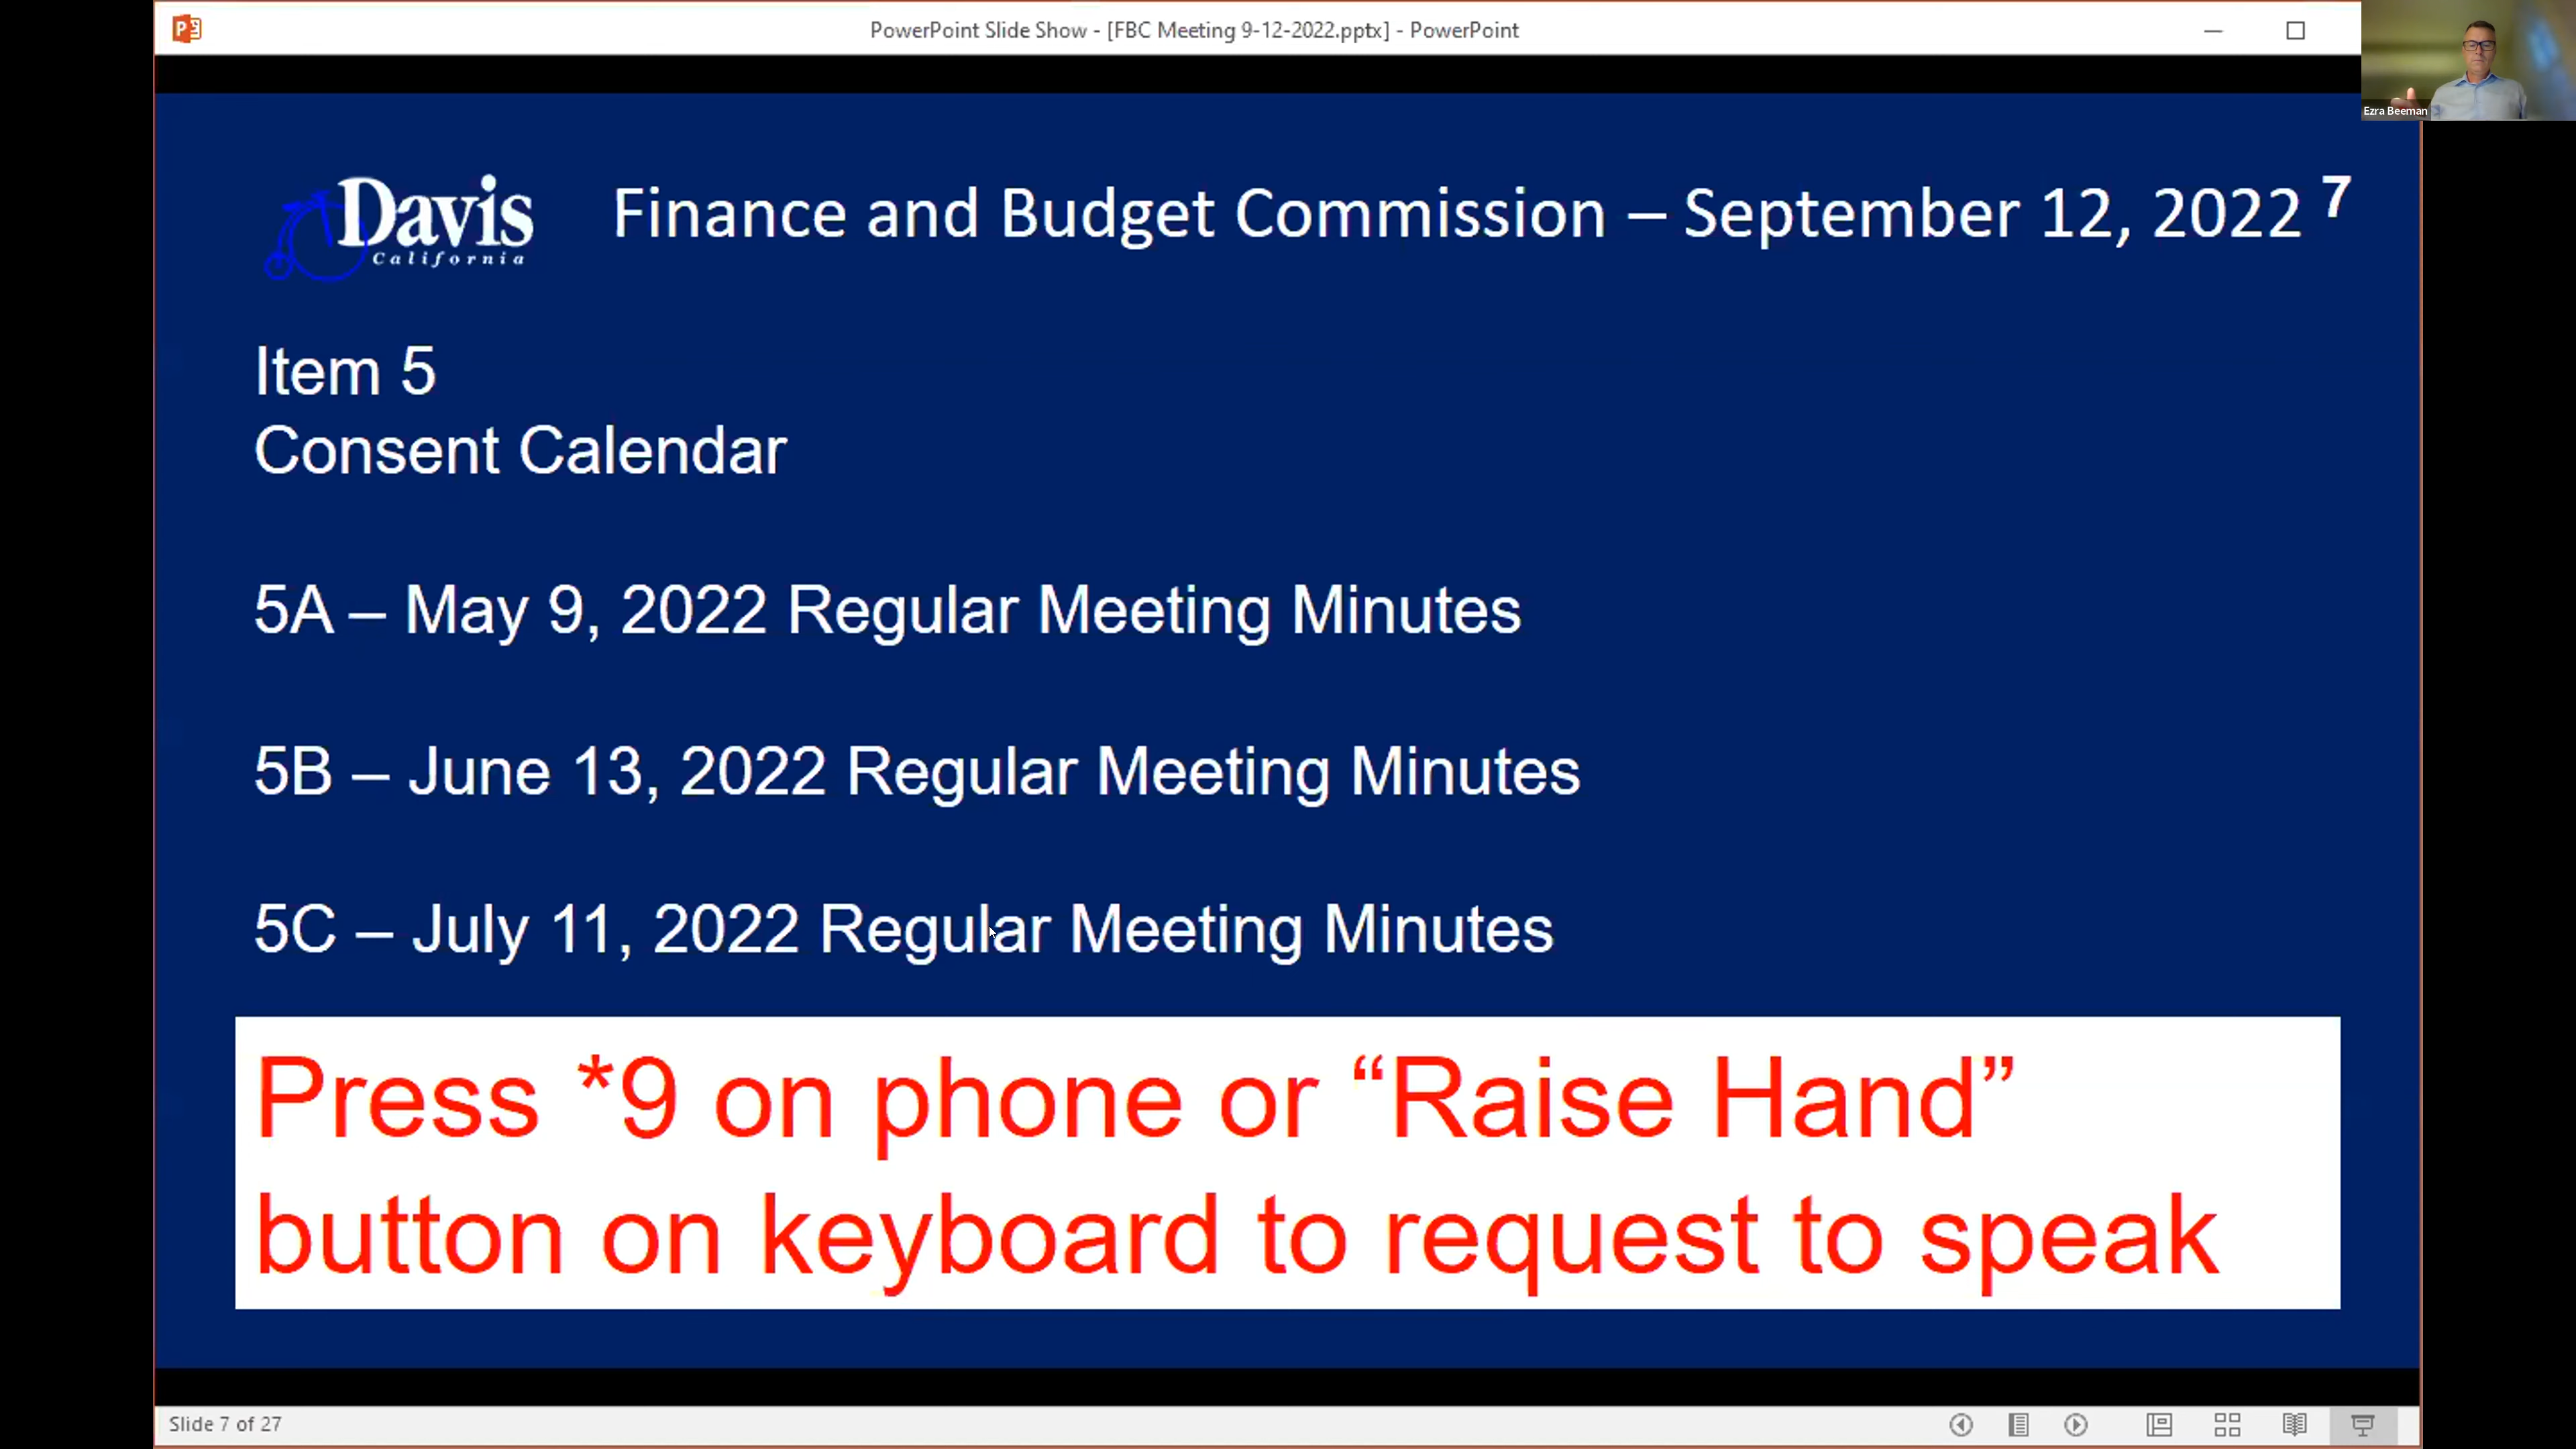 PowerPoint Slide Show - [FBC Meeting 9-12-2022.pptx] - PowerPoint
Ezra Beeman
Davis
California
Finance and Budget Commission – September 12, 2022 7
Item 5
Consent Calendar
5A – May 9, 2022 Regular Meeting Minutes
5B – June 13, 2022 Regular Meeting Minutes
5C – July 11, 2022 Regular Meeting Minutes
Press *9 on phone or “Raise Hand”
button on keyboard to request to speak
Slide 7 of 27